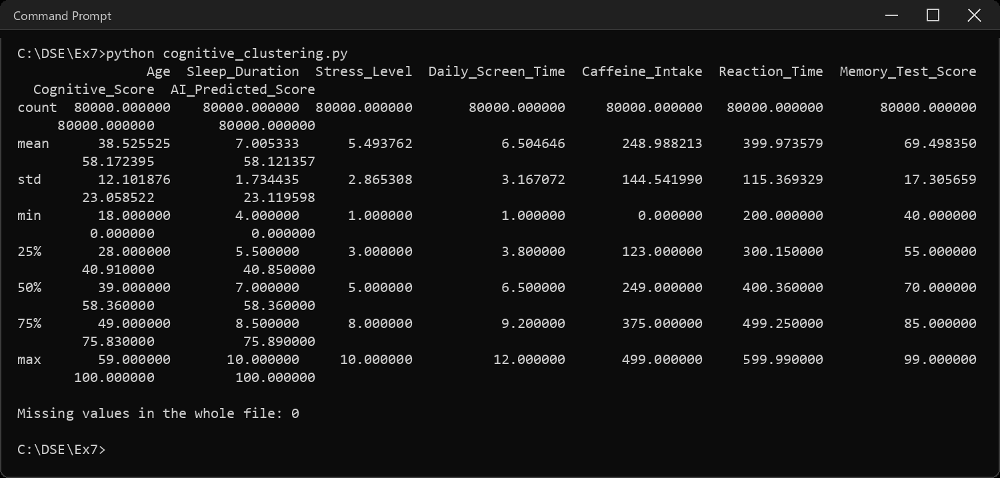 Command Prompt
C:\DSE\Ex7>python cognitive_clustering.py
                Age  Sleep_Duration  Stress_Level  Daily_Screen_Time  Caffeine_Intake  Reaction_Time  Memory_Test_Score
  Cognitive_Score  AI_Predicted_Score
count  80000.000000    80000.000000  80000.000000       80000.000000     80000.000000   80000.000000       80000.000000
     80000.000000        80000.000000
mean      38.525525        7.005333      5.493762           6.504646       248.988213     399.973579          69.498350
        58.172395           58.121357
std       12.101876        1.734435      2.865308           3.167072       144.541990     115.369329          17.305659
        23.058522           23.119598
min       18.000000        4.000000      1.000000           1.000000         0.000000     200.000000          40.000000
         0.000000            0.000000
25%       28.000000        5.500000      3.000000           3.800000       123.000000     300.150000          55.000000
        40.910000           40.850000
50%       39.000000        7.000000      5.000000           6.500000       249.000000     400.360000          70.000000
        58.360000           58.360000
75%       49.000000        8.500000      8.000000           9.200000       375.000000     499.250000          85.000000
        75.830000           75.890000
max       59.000000       10.000000     10.000000          12.000000       499.000000     599.990000          99.000000
       100.000000          100.000000
Missing values in the whole file: 0
C:\DSE\Ex7>